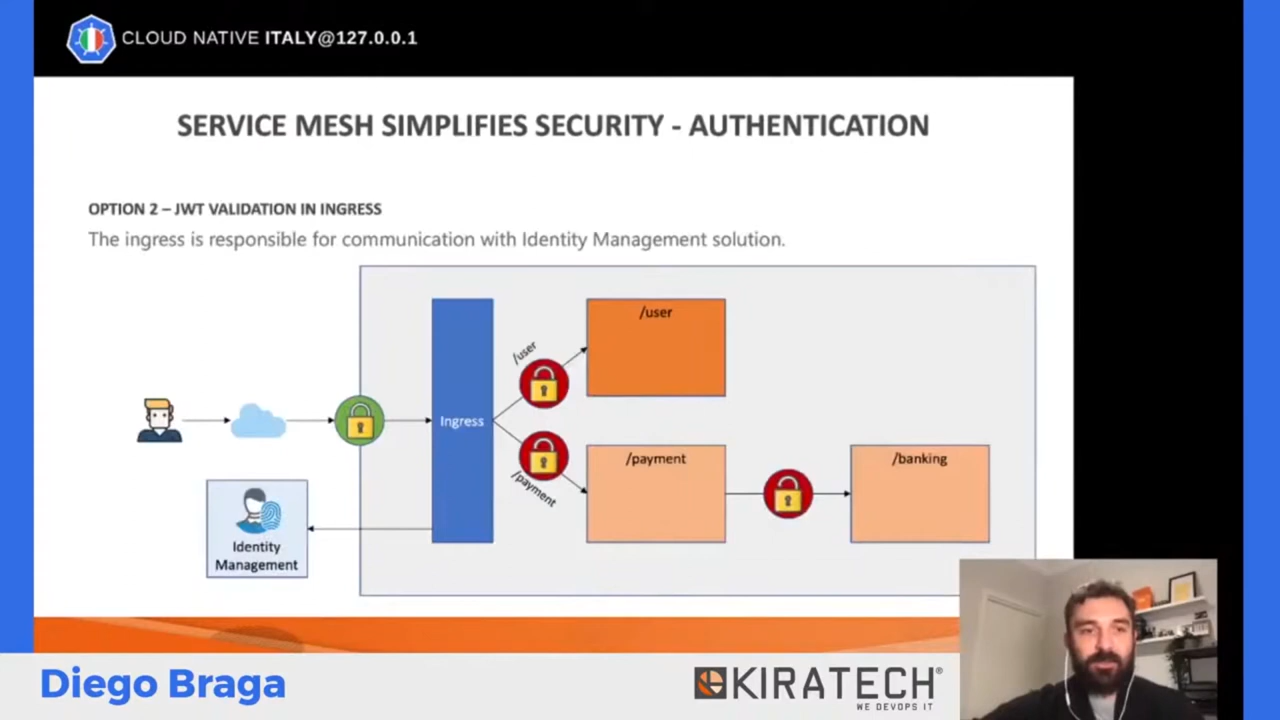 CLOUD NATIVE ITALY@127.0.0.1
SERVICE MESH SIMPLIFIES SECURITY - AUTHENTICATION
OPTION 2 – JWT VALIDATION IN INGRESS
The ingress is responsible for communication with Identity Management solution.
/user
/user
Ingress
/payment
/payment
/banking
Identity
Management
Diego Braga
KIRATECH®
WE DEVOPS IT